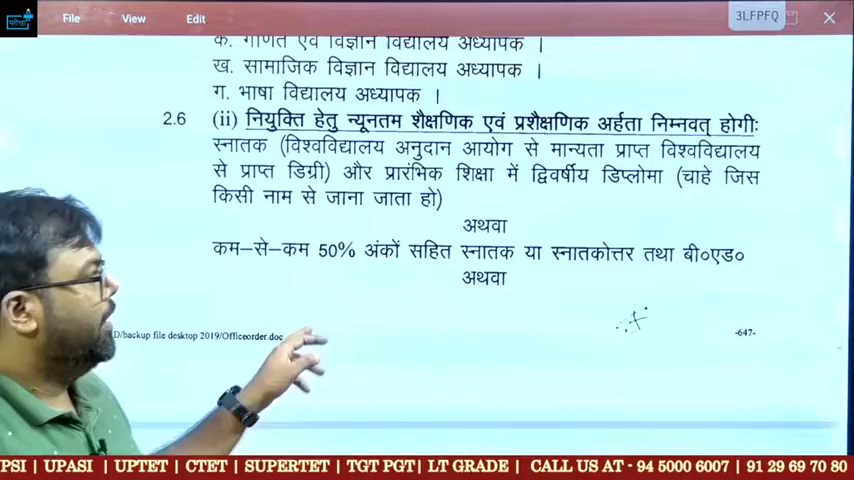 परीक्षा
File View Edit
3LFPFQ
क. गणित एवं विज्ञान विद्यालय अध्यापक ।
ख. सामाजिक विज्ञान विद्यालय अध्यापक ।
ग. भाषा विद्यालय अध्यापक ।
2.6 (ii) नियुक्ति हेतु न्यूनतम शैक्षणिक एवं प्रशैक्षणिक अर्हता निम्नवत् होगीः
स्नातक (विश्वविद्यालय अनुदान आयोग से मान्यता प्राप्त विश्वविद्यालय
से प्राप्त डिग्री) और प्रारंभिक शिक्षा में द्विवर्षीय डिप्लोमा (चाहे जिस
किसी नाम से जाना जाता हो)
अथवा
कम–से–कम 50% अंकों सहित स्नातक या स्नातकोत्तर तथा बी०एड०
अथवा
D/backup file desktop 2019/Officeorder.doc
-647-
PSI | UPASI | UPTET | CTET | SUPERTET | TGT PGT| LT GRADE | CALL US AT - 94 5000 6007 | 91 29 69 70 80